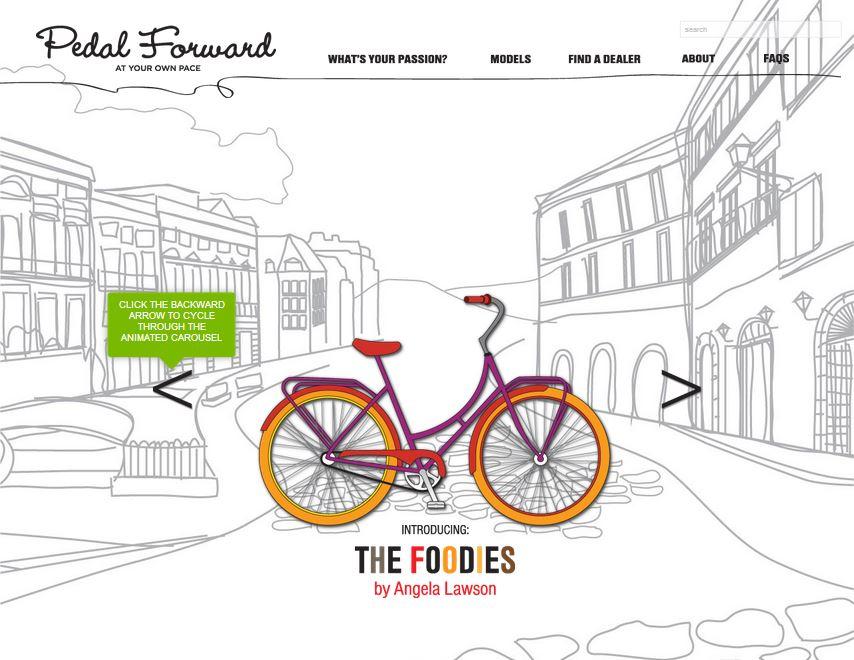 Pedal Forward
AT YOUR OWN PACE
search
WHAT'S YOUR PASSION? MODELS FIND A DEALER ABOUT FAQS
CLICK THE BACKWARD
ARROW TO CYCLE
THROUGH THE
ANIMATED CAROUSEL
< >
INTRODUCING:
THE FOODIES
by Angela Lawson